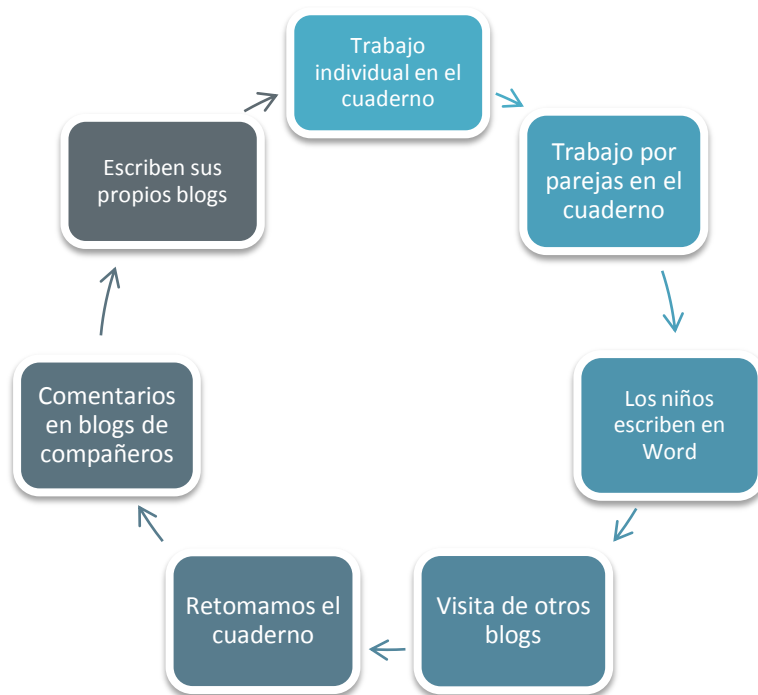 Trabajo
individual en el
cuaderno
Trabajo por
parejas en el
cuaderno
Los niños
escriben en
Word
Visita de otros
blogs
Retomamos el
cuaderno
Comentarios
en blogs de
compañeros
Escriben sus
propios blogs